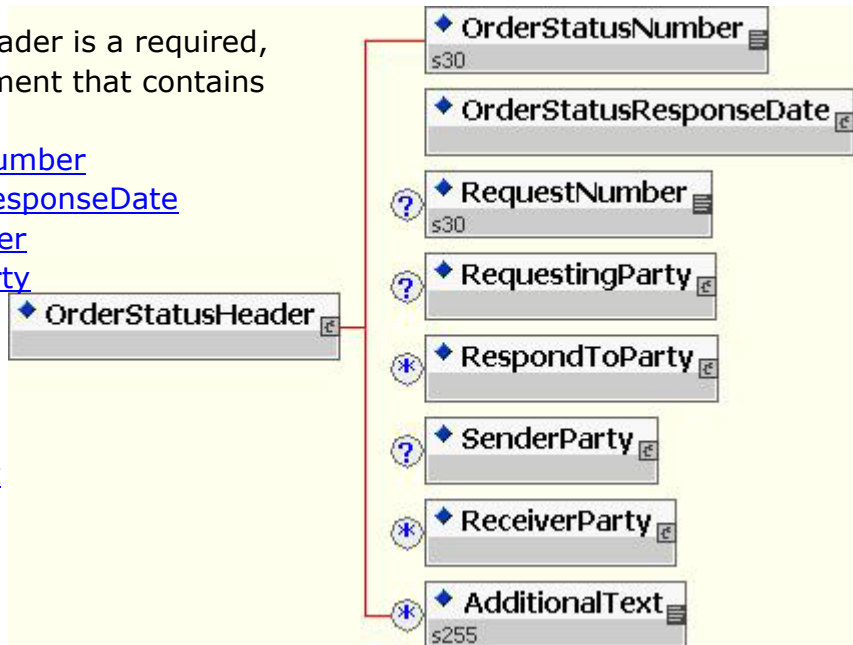 ader is a required,
ment that contains
umber
esponseDate
er
rty
OrderStatusHeader
OrderStatusNumber
s30
OrderStatusResponseDate
? RequestNumber
s30
? RequestingParty
* RespondToParty
? SenderParty
* ReceiverParty
* AdditionalText
s255